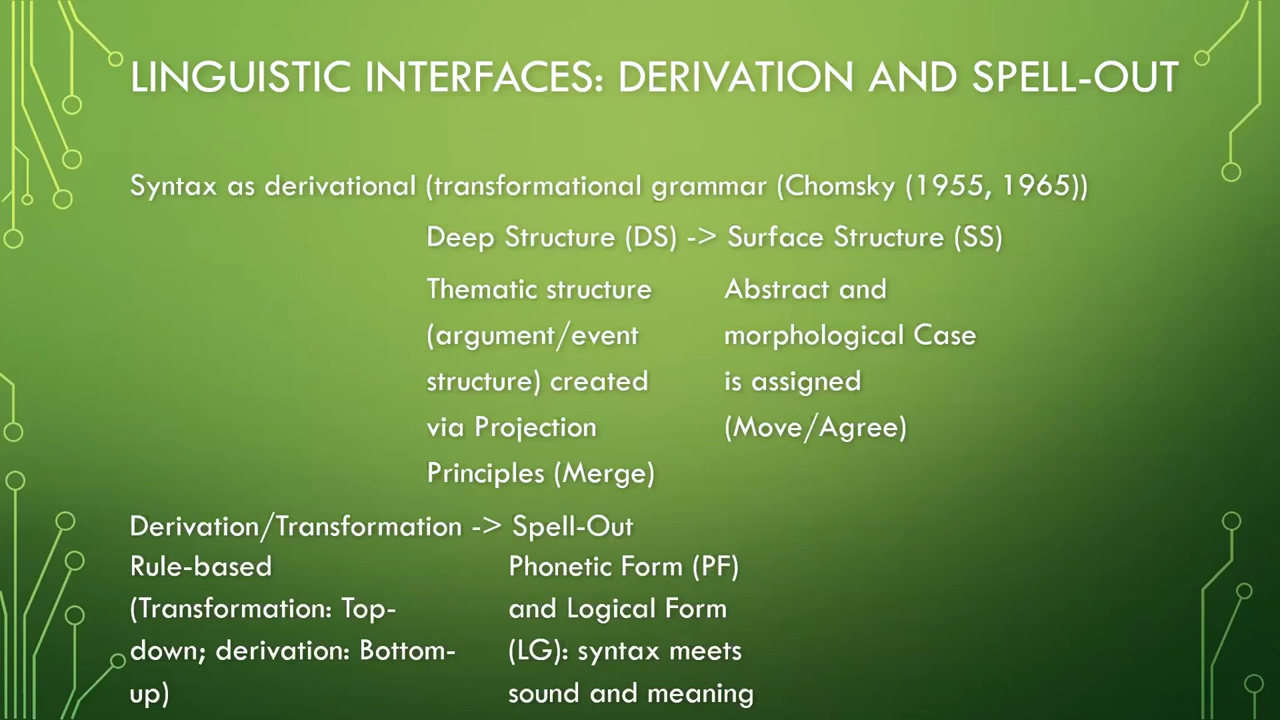 LINGUISTIC INTERFACES: DERIVATION AND SPELL-OUT
Syntax as derivational (transformational grammar (Chomsky (1955, 1965))
Deep Structure (DS) -> Surface Structure (SS)
Thematic structure
(argument/event
structure) created
via Projection
Principles (Merge)
Abstract and
morphological Case
is assigned
(Move/Agree)
Derivation/Transformation -> Spell-Out
Rule-based
(Transformation: Top-
down; derivation: Bottom-
up)
Phonetic Form (PF)
and Logical Form
(LG): syntax meets
sound and meaning